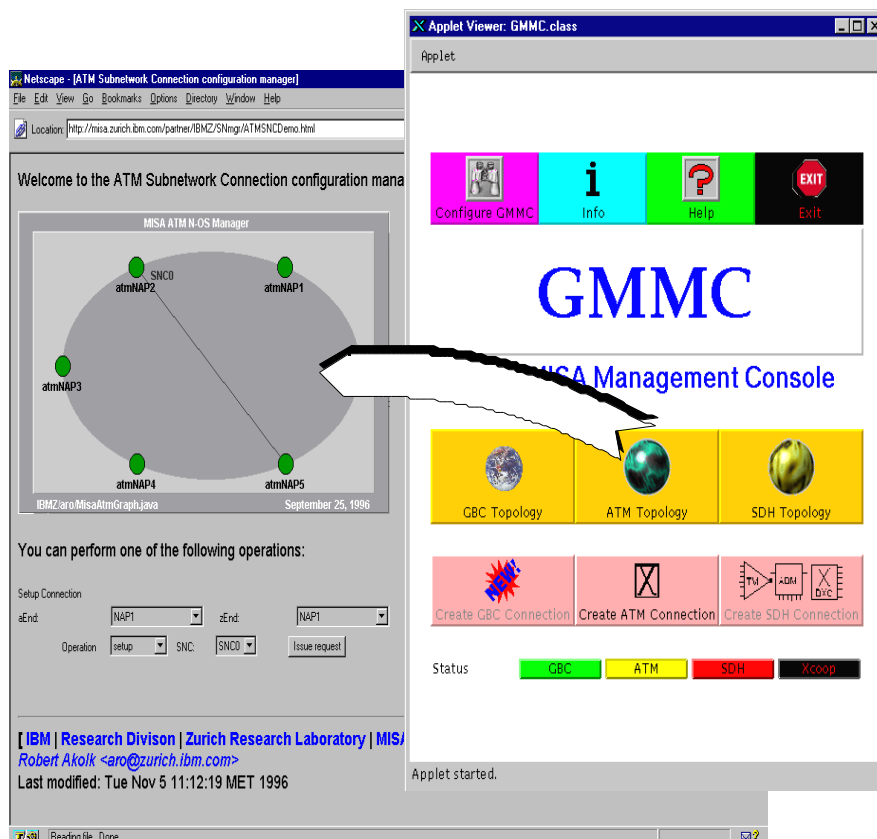 Netscape - [ATM Subnetwork Connection configuration manager]
File Edit View Go Bookmarks Options Directory Window Help
Location: http://misa.zurich.ibm.com/partner/IBMZ/SNmgr/ATMSNCDemo.html
Welcome to the ATM Subnetwork Connection configuration mana
MISA ATM N-OS Manager
SNC0
atmNAP2
atmNAP1
atmNAP3
atmNAP4
atmNAP5
IBMZ/aro/MisaAtmGraph.java September 25, 1996
You can perform one of the following operations:
Setup Connection
aEnd: NAP1 zEnd: NAP1
Operation setup SNC: SNC0 Issue request
[ IBM | Research Divison | Zurich Research Laboratory | MISA
Robert Akolk <aro@zurich.ibm.com>
Last modified: Tue Nov 5 11:12:19 MET 1996
Reading file...Done
Applet Viewer: GMMC.class
Applet
Configure GMMC Info Help Exit
EXIT
GMMC
MISA Management Console
GBC Topology ATM Topology SDH Topology
NEW!
TM ADM DXC
Create GBC Connection Create ATM Connection Create SDH Connection
Status GBC ATM SDH Xcoop
Applet started.